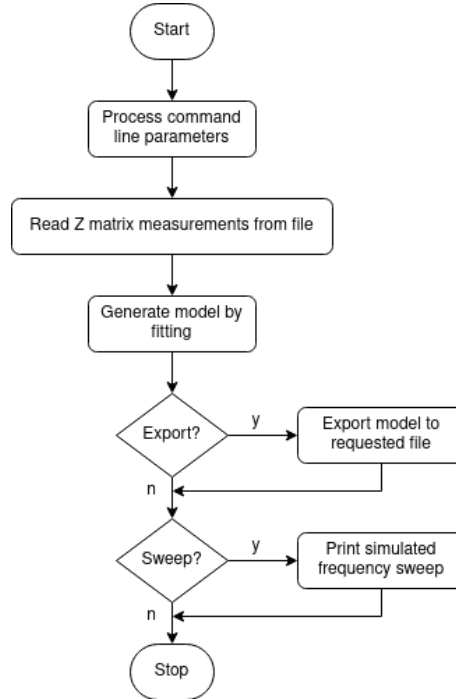 Start
Process command
line parameters
Read Z matrix measurements from file
Generate model by
fitting
Export?
y
Export model to
requested file
n
Sweep?
y
Print simulated
frequency sweep
n
Stop